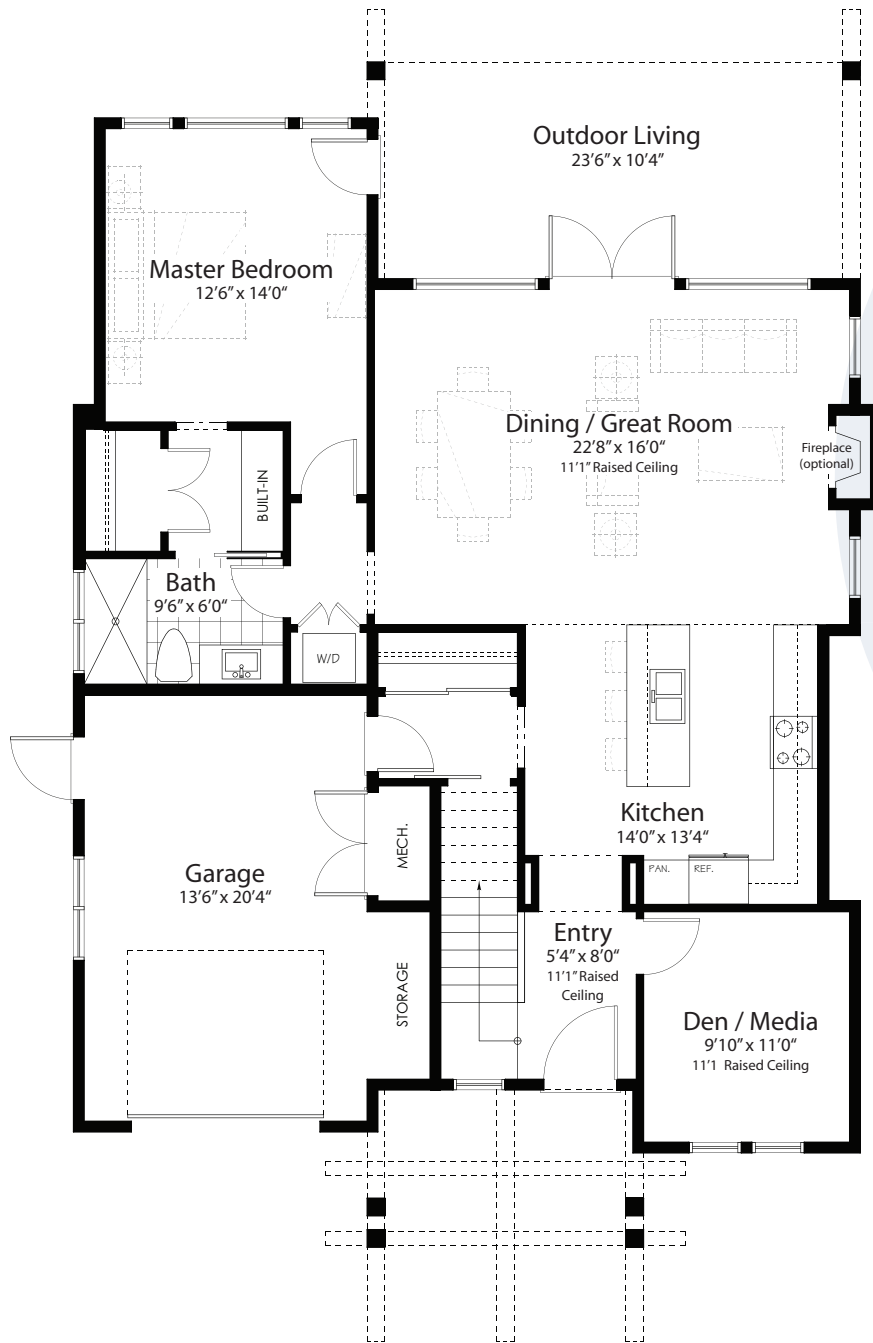 Outdoor Living
23'6" x 10'4"
Master Bedroom
12'6" x 14'0"
Dining / Great Room
22'8" x 16'0"
11'1" Raised Ceiling
Fireplace
(optional)
BUILT-IN
Bath
9'6" x 6'0"
W/D
Kitchen
14'0" x 13'4"
PAN.
REF.
MECH.
Garage
13'6" x 20'4"
STORAGE
Entry
5'4" x 8'0"
11'1" Raised
Ceiling
Den / Media
9'10" x 11'0"
11'1 Raised Ceiling